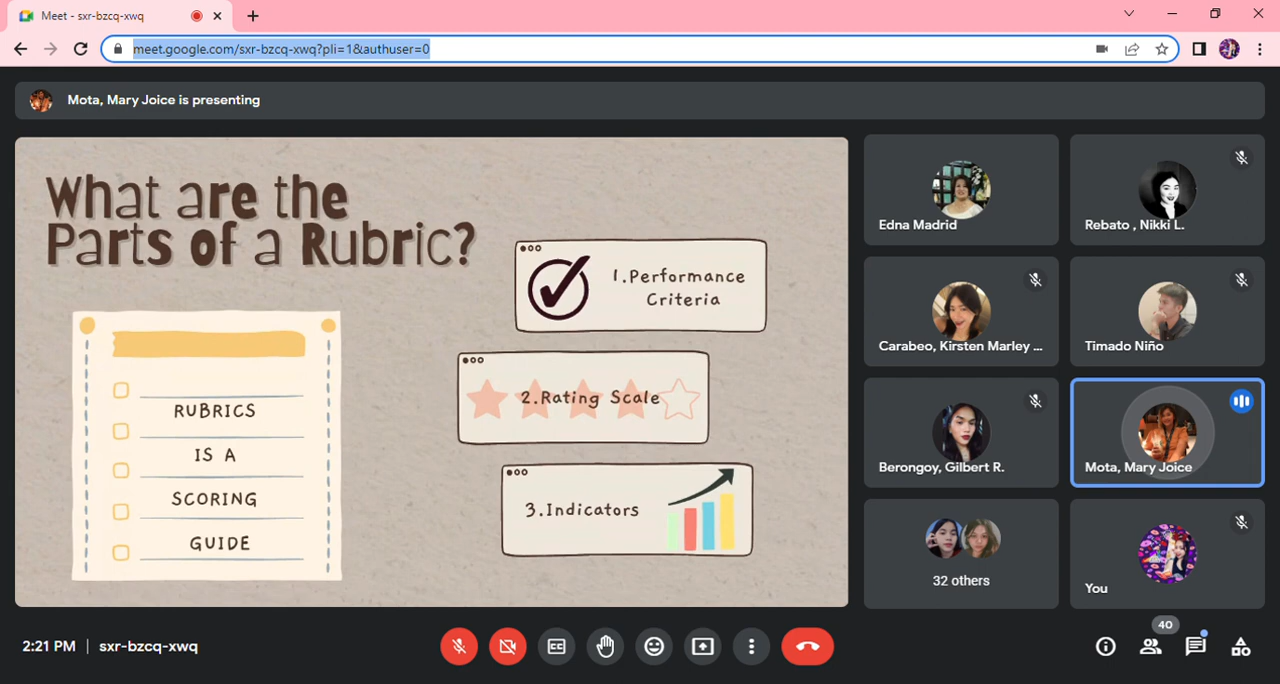 Meet - sxr-bzcq-xwq
meet.google.com/sxr-bzcq-xwq?pli=1&authuser=0
Mota, Mary Joice is presenting
What are the
Parts of a Rubric?
1.Performance
Criteria
2.Rating Scale
3.Indicators
RUBRICS
IS A
SCORING
GUIDE
Edna Madrid
Rebato , Nikki L.
Carabeo, Kirsten Marley ...
Timado Niño
Berongoy, Gilbert R.
Mota, Mary Joice
32 others
You
2:21 PM | sxr-bzcq-xwq
CC
40